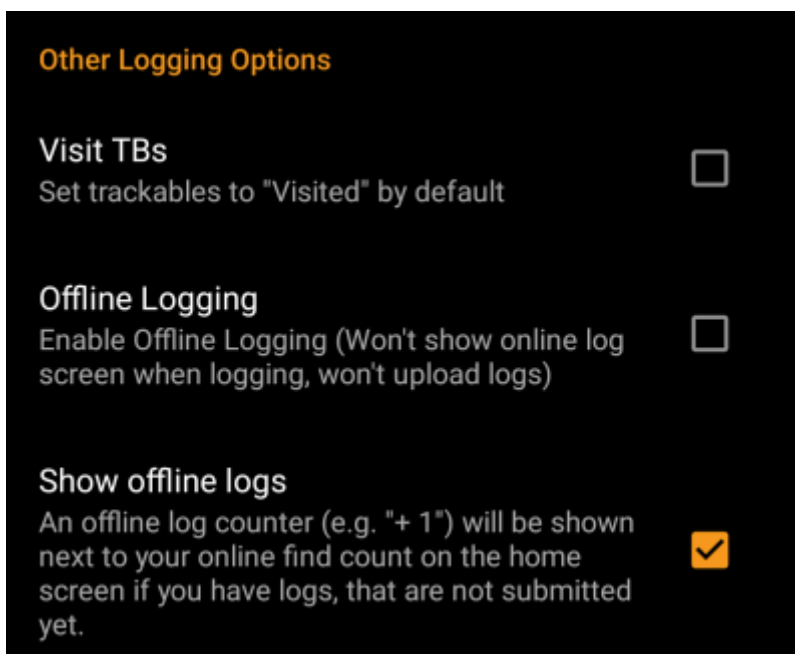 Other Logging Options
Visit TBs
Set trackables to "Visited" by default
Offline Logging
Enable Offline Logging (Won't show online log
screen when logging, won't upload logs)
Show offline logs
An offline log counter (e.g. "+ 1") will be shown
next to your online find count on the home
screen if you have logs, that are not submitted
yet.